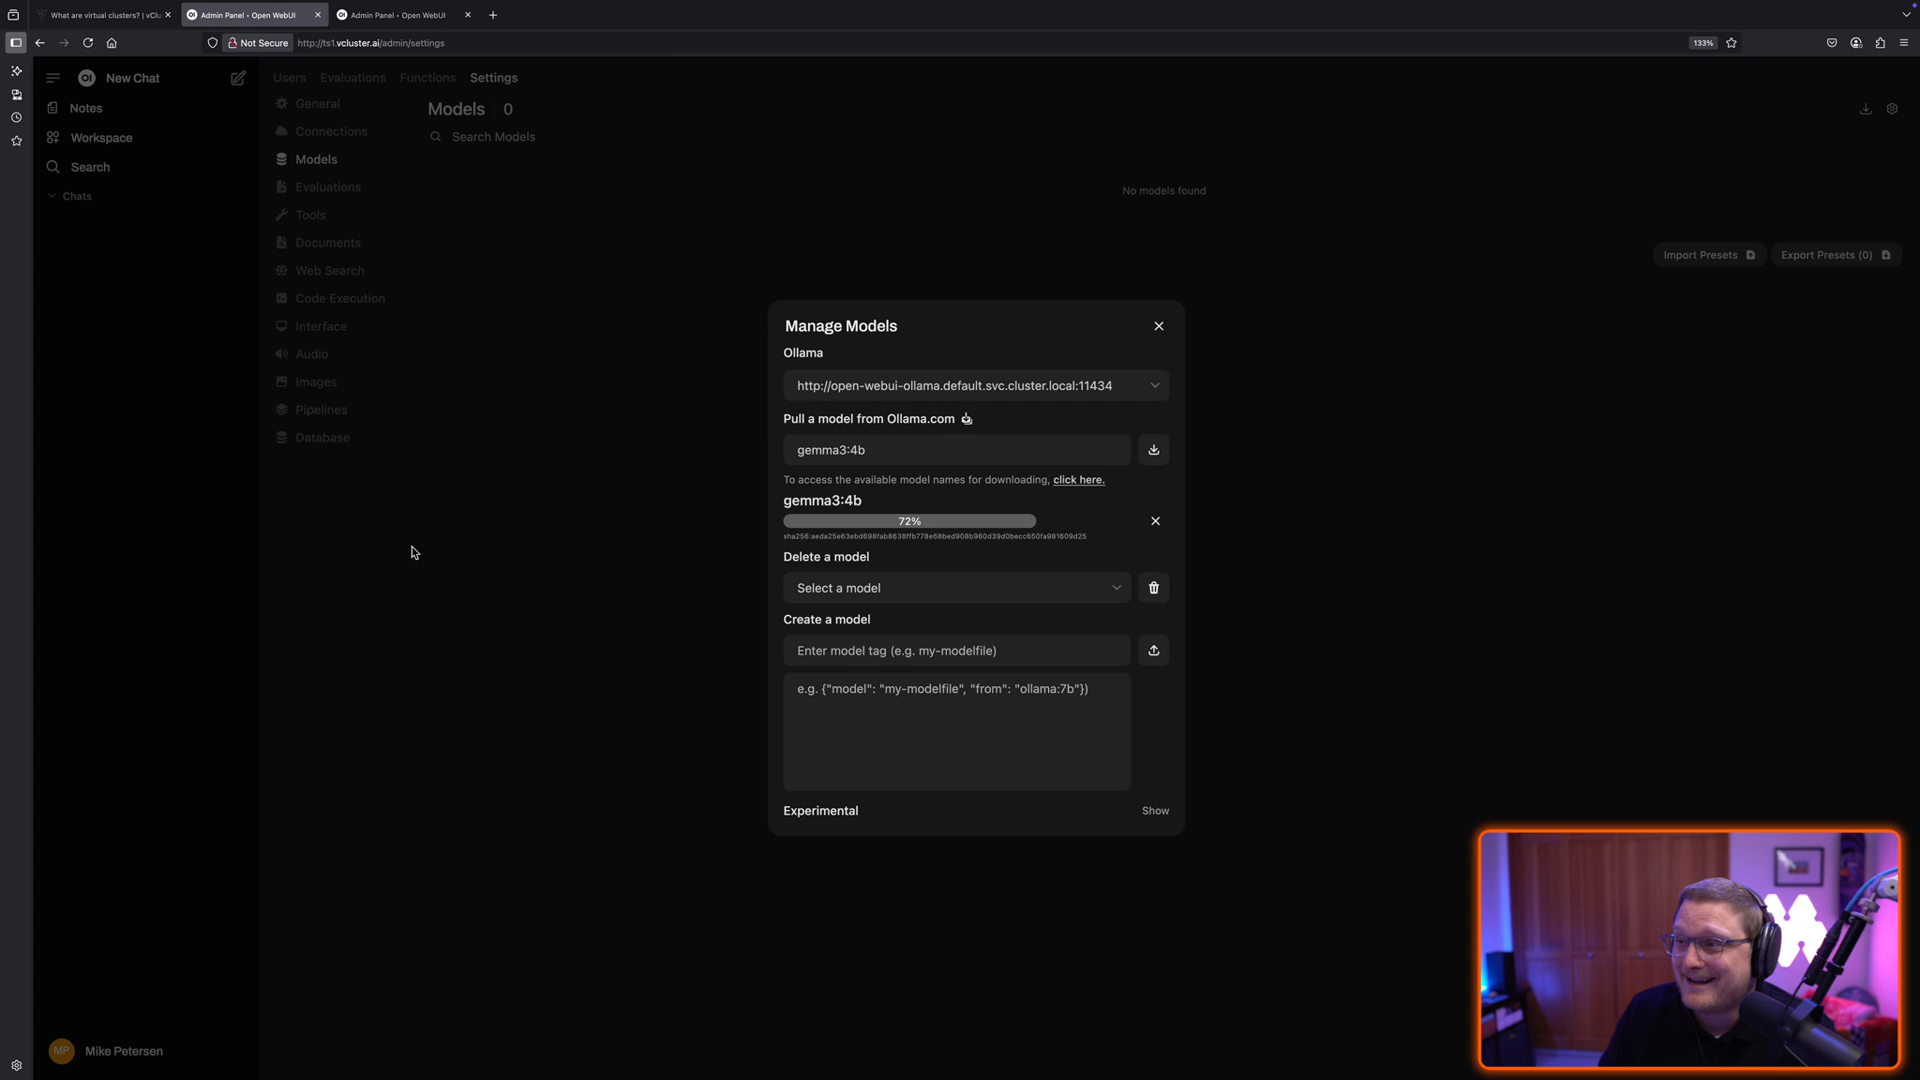 What are virtual clusters? | vClu
Admin Panel • Open WebUI
Admin Panel • Open WebUI
Not Secure
http://ts1.vcluster.ai/admin/settings
133%
OI
New Chat
Notes
Workspace
Search
Chats
Users
Evaluations
Functions
Settings
General
Connections
Models
Evaluations
Tools
Documents
Web Search
Code Execution
Interface
Audio
Images
Pipelines
Database
Models
0
Search Models
No models found
Import Presets
Export Presets (0)
Manage Models
Ollama
http://open-webui-ollama.default.svc.cluster.local:11434
Pull a model from Ollama.com
gemma3:4b
To access the available model names for downloading, click here.
gemma3:4b
72%
sha256:aeda25e63ebd698fab8638ffb778e68bed908b960d39d0becc650fa981609d25
Delete a model
Select a model
Create a model
Enter model tag (e.g. my-modelfile)
e.g. {"model": "my-modelfile", "from": "ollama:7b"})
Experimental
Show
MP
Mike Petersen